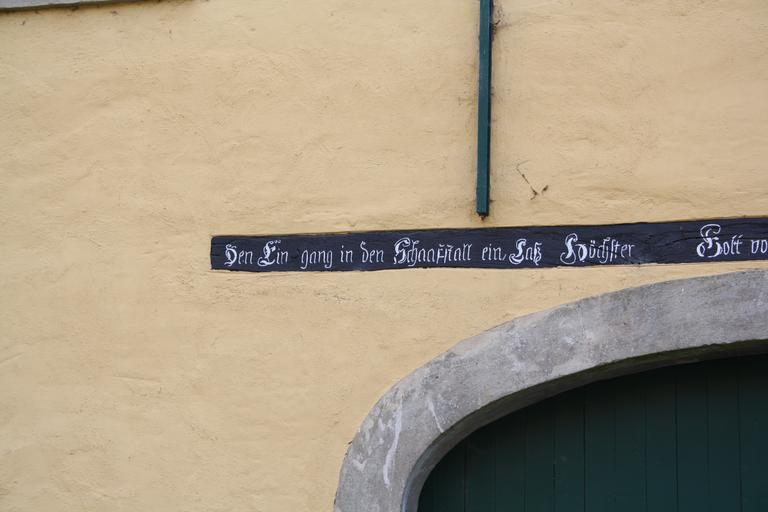 Den Ein gang in den Schaafstall ein Laß Höchster Gott vo